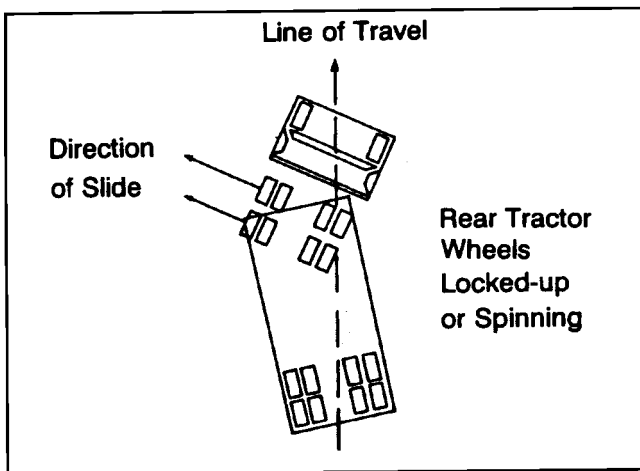 Line of Travel
Direction
of Slide
Rear Tractor
Wheels
Locked-up
or Spinning